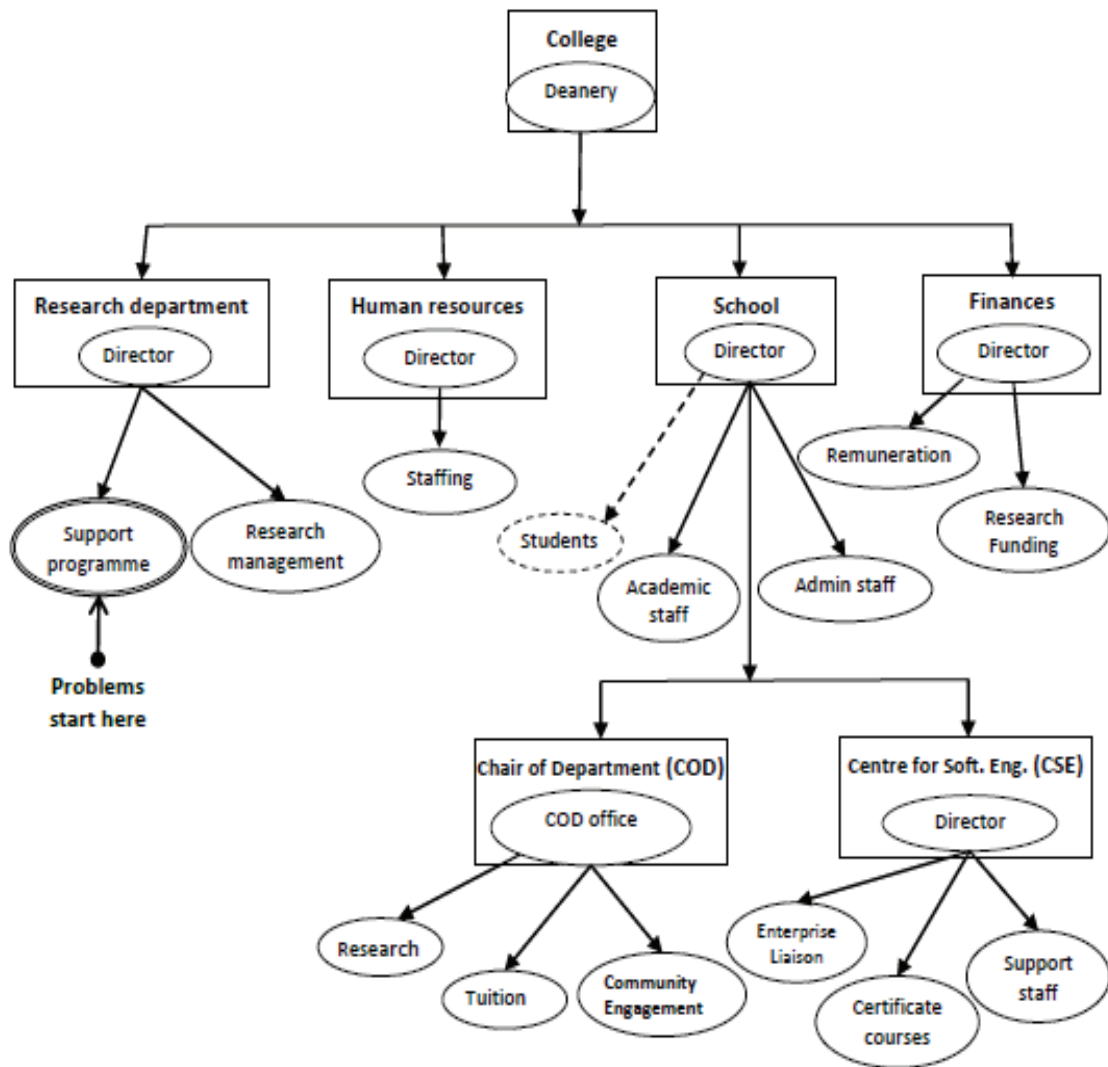 College
Deanery
Research department
Director
Human resources
Director
School
Director
Finances
Director
Support
programme
Research
management
Staffing
Students
Academic
staff
Admin staff
Remuneration
Research
Funding
Problems
start here
Chair of Department (COD)
COD office
Centre for Soft. Eng. (CSE)
Director
Research
Tuition
Community
Engagement
Enterprise
Liaison
Certificate
courses
Support
staff